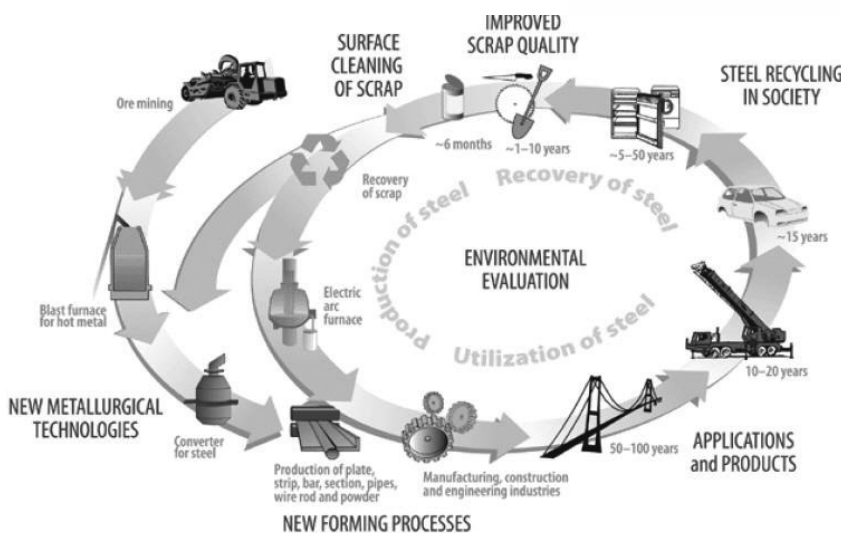 IMPROVED
SCRAP QUALITY
SURFACE
CLEANING
OF SCRAP
STEEL RECYCLING
IN SOCIETY
Ore mining
~6 months
~1–10 years
~5–50 years
Recovery
of scrap
Production of steel
Recovery of steel
~15 years
ENVIRONMENTAL
EVALUATION
Blast furnace
for hot metal
Electric
arc
furnace
Utilization of steel
10–20 years
NEW METALLURGICAL
TECHNOLOGIES
Converter
for steel
Production of plate,
strip, bar, section, pipes,
wire rod and powder
Manufacturing, construction
and engineering industries
50–100 years
APPLICATIONS
and PRODUCTS
NEW FORMING PROCESSES